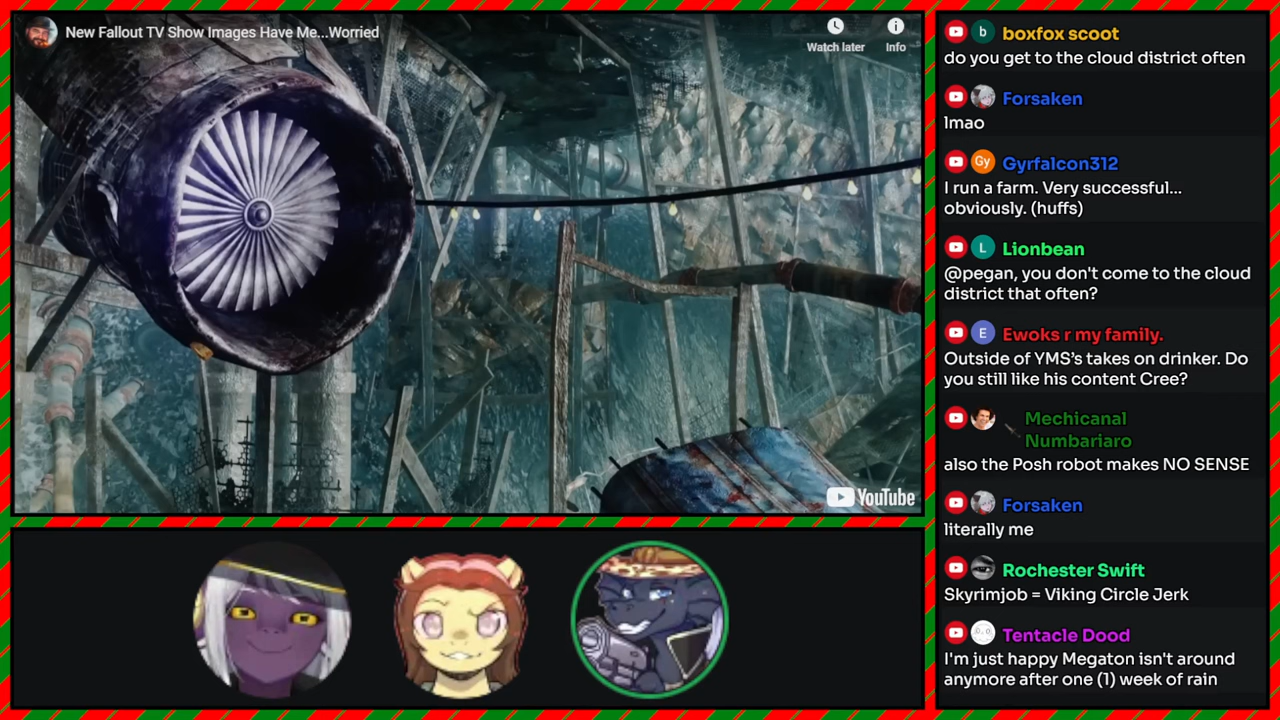 New Fallout TV Show Images Have Me...Worried
Watch later
Info
YouTube
b boxfox scoot
do you get to the cloud district often
Forsaken
lmao
Gy Gyrfalcon312
I run a farm. Very successful...
obviously. (huffs)
L Lionbean
@pegan, you don't come to the cloud
district that often?
E Ewoks r my family.
Outside of YMS's takes on drinker. Do
you still like his content Cree?
Mechicanal
Numbariaro
also the Posh robot makes NO SENSE
Forsaken
literally me
Rochester Swift
Skyrimjob = Viking Circle Jerk
Tentacle Dood
I'm just happy Megaton isn't around
anymore after one (1) week of rain